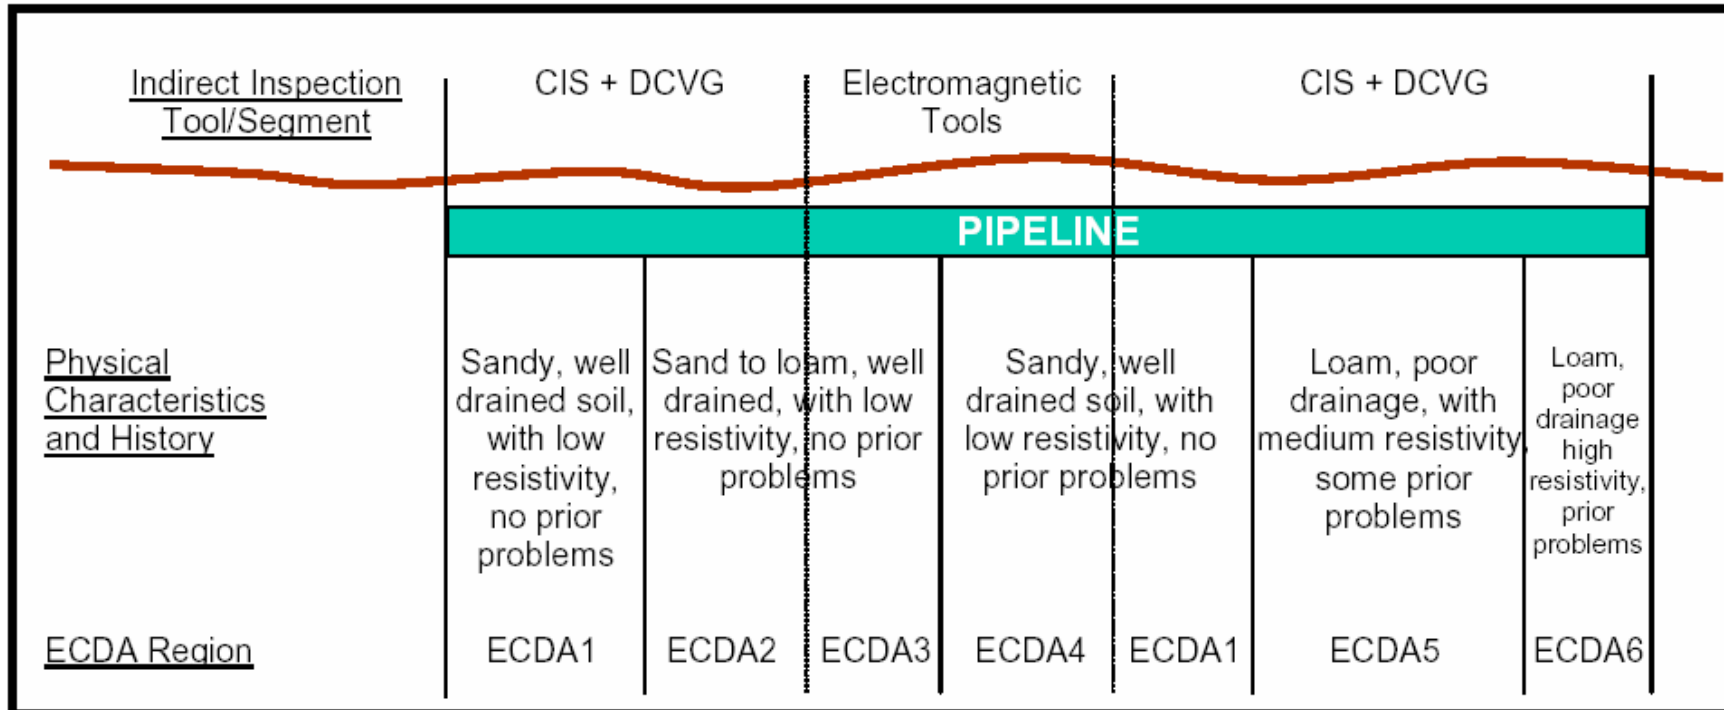 Indirect Inspection
Tool/Segment
CIS + DCVG
Electromagnetic
Tools
CIS + DCVG
PIPELINE
Physical
Characteristics
and History
Sandy, well
drained soil,
with low
resistivity,
no prior
problems
Sand to loam, well
drained, with low
resistivity, no prior
problems
Sandy, well
drained soil, with
low resistivity, no
prior problems
Loam, poor
drainage, with
medium resistivity,
some prior
problems
Loam,
poor
drainage
high
resistivity,
prior
problems
ECDA Region
ECDA1
ECDA2
ECDA3
ECDA4
ECDA1
ECDA5
ECDA6